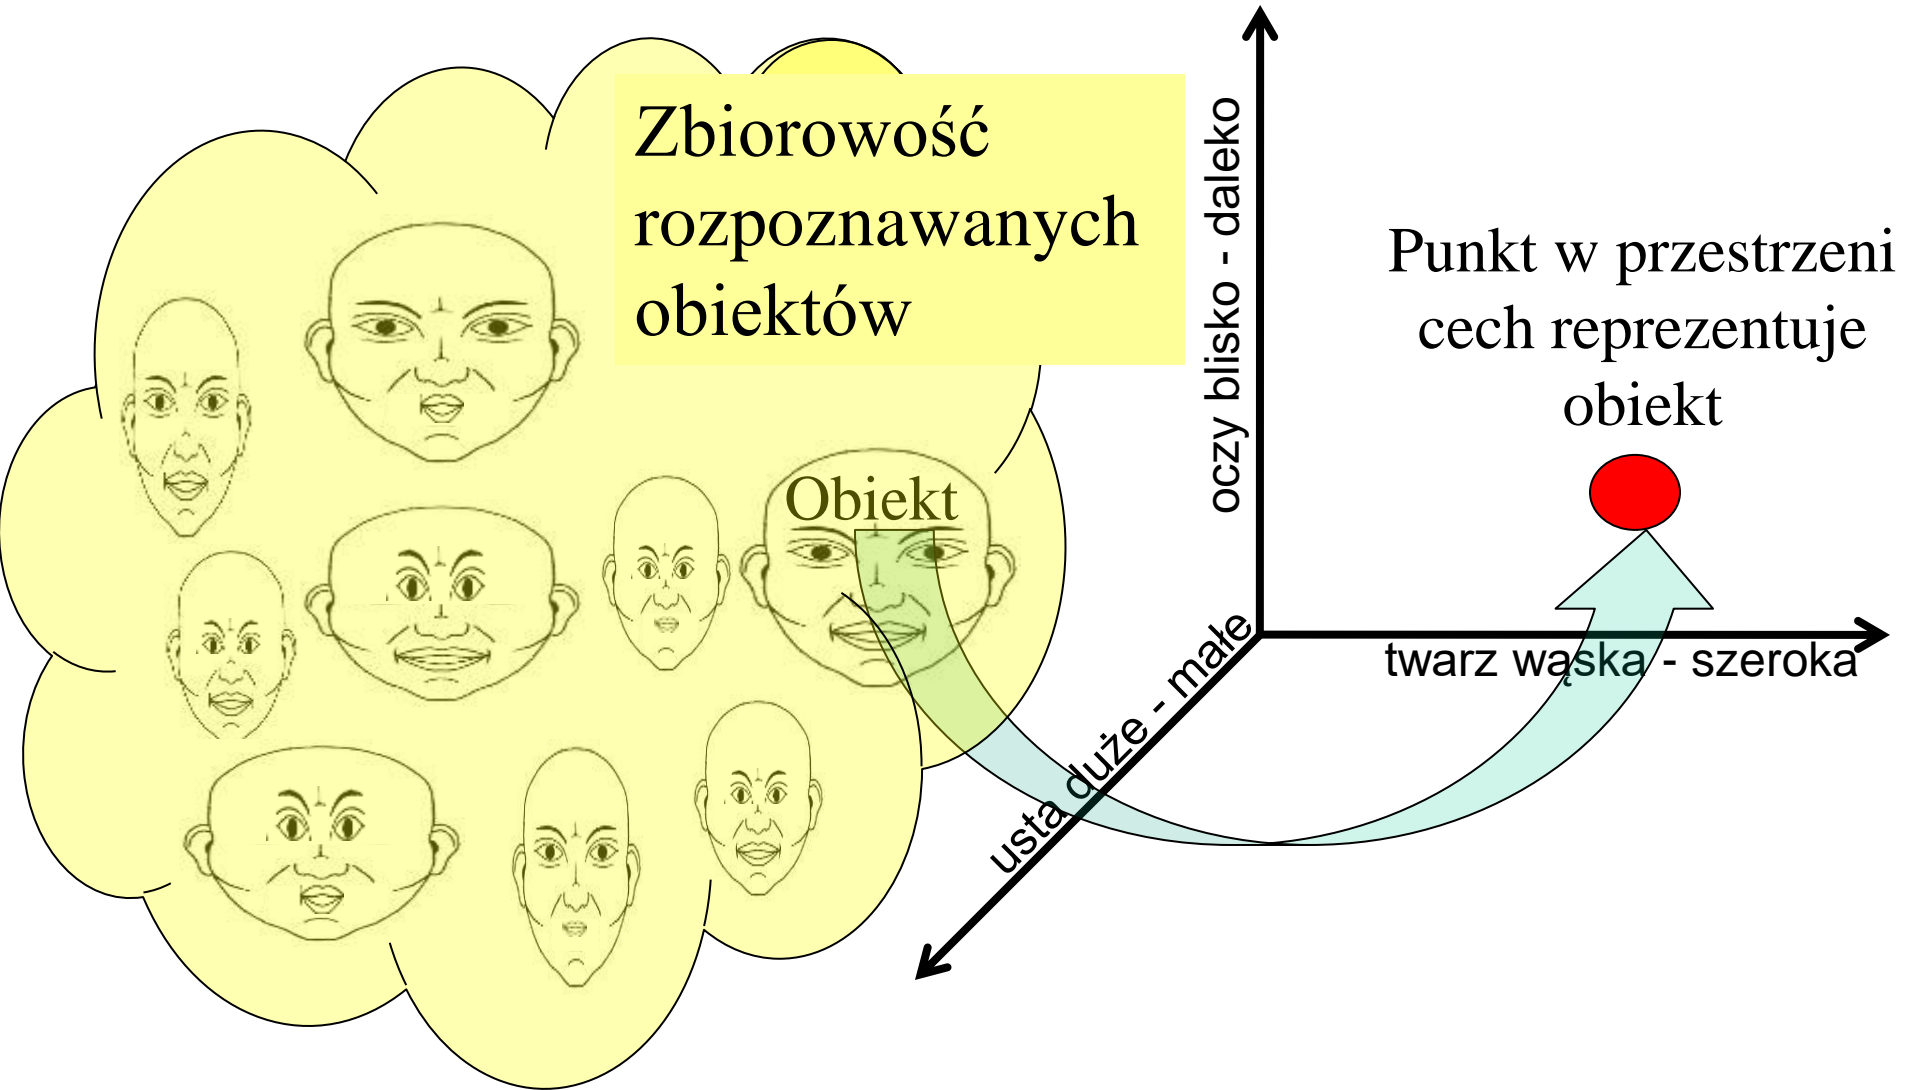 Zbiorowość
rozpoznawanych
obiektów
Obiekt
oczy blisko - daleko
usta duże - małe
twarz wąska - szeroka
Punkt w przestrzeni
cech reprezentuje
obiekt